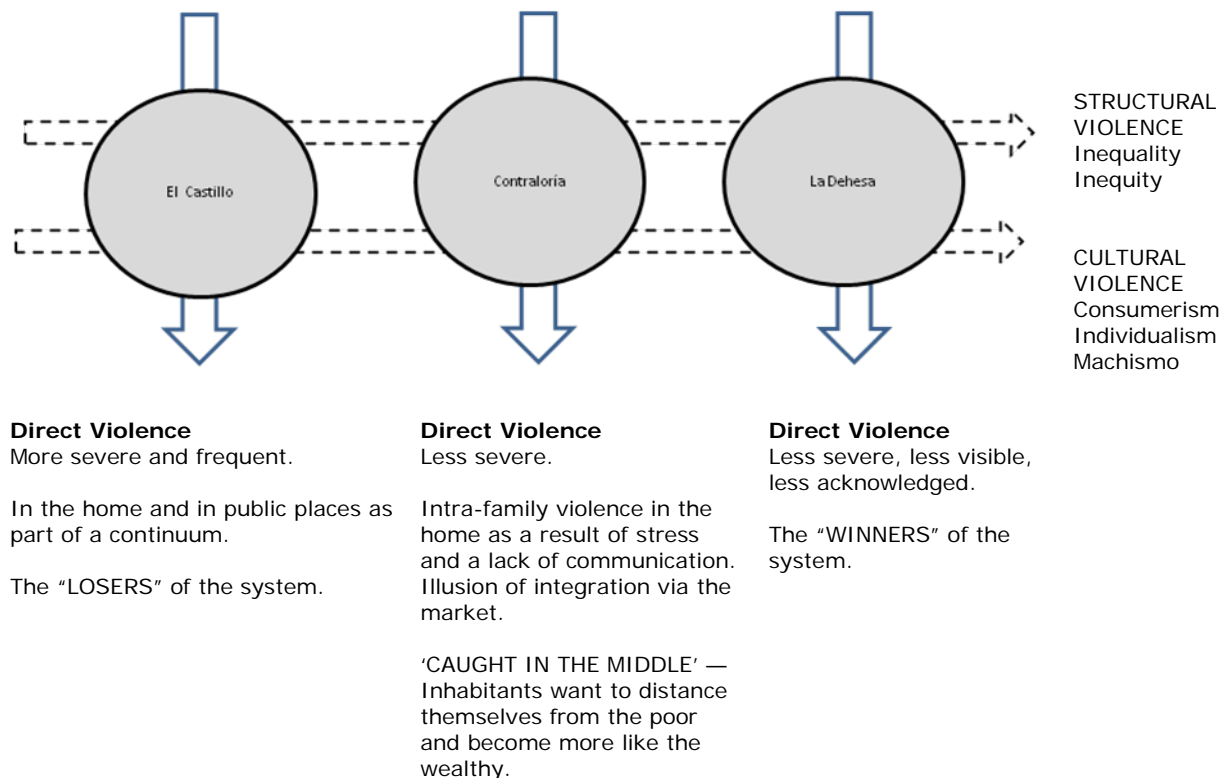 El Castillo
Contraloría
La Dehesa
STRUCTURAL
VIOLENCE
Inequality
Inequity
CULTURAL
VIOLENCE
Consumerism
Individualism
Machismo
Direct Violence
More severe and frequent.
In the home and in public places as
part of a continuum.
The “LOSERS” of the system.
Direct Violence
Less severe.
Intra-family violence in the
home as a result of stress
and a lack of communication.
Illusion of integration via the
market.
‘CAUGHT IN THE MIDDLE’ —
Inhabitants want to distance
themselves from the poor
and become more like the
wealthy.
Direct Violence
Less severe, less visible,
less acknowledged.
The “WINNERS” of the
system.